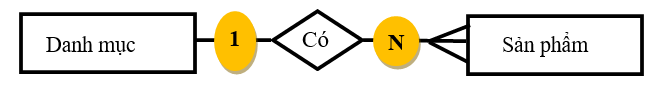 Danh mục 1 Có N Sản phẩm